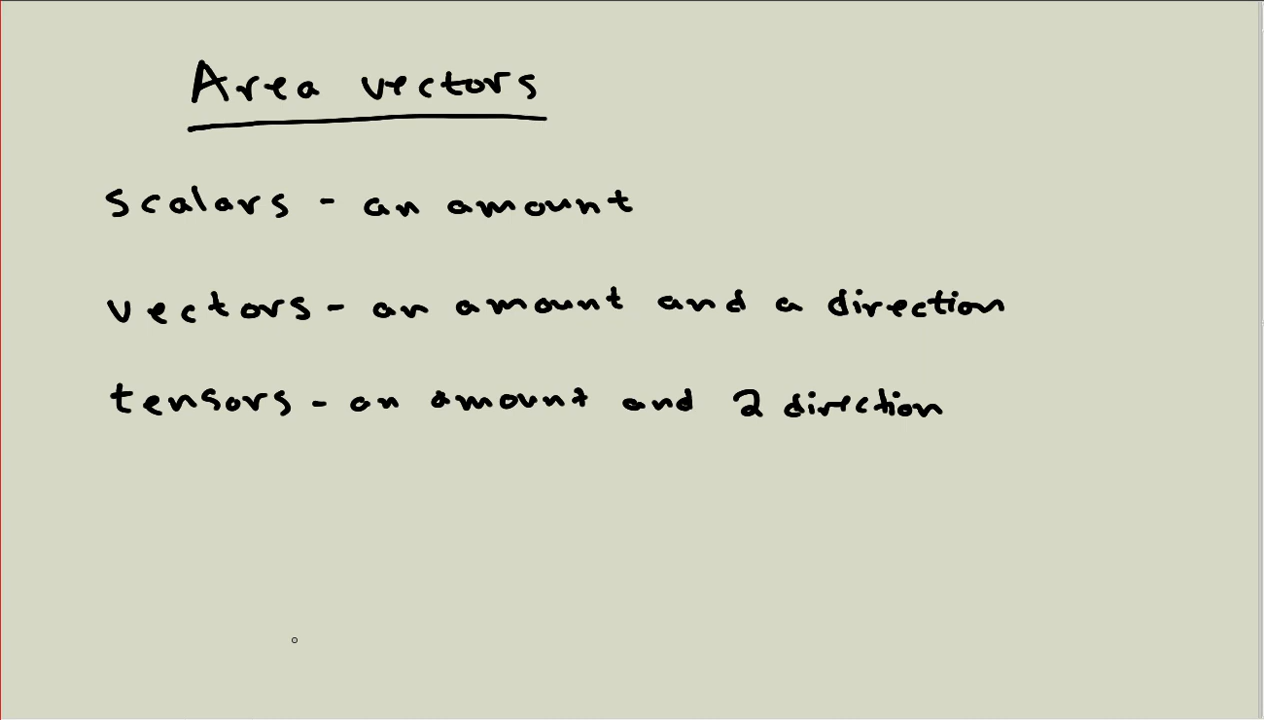 Area vectors
scalars - an amount
vectors - an amount and a direction
tensors - an amount and 2 direction